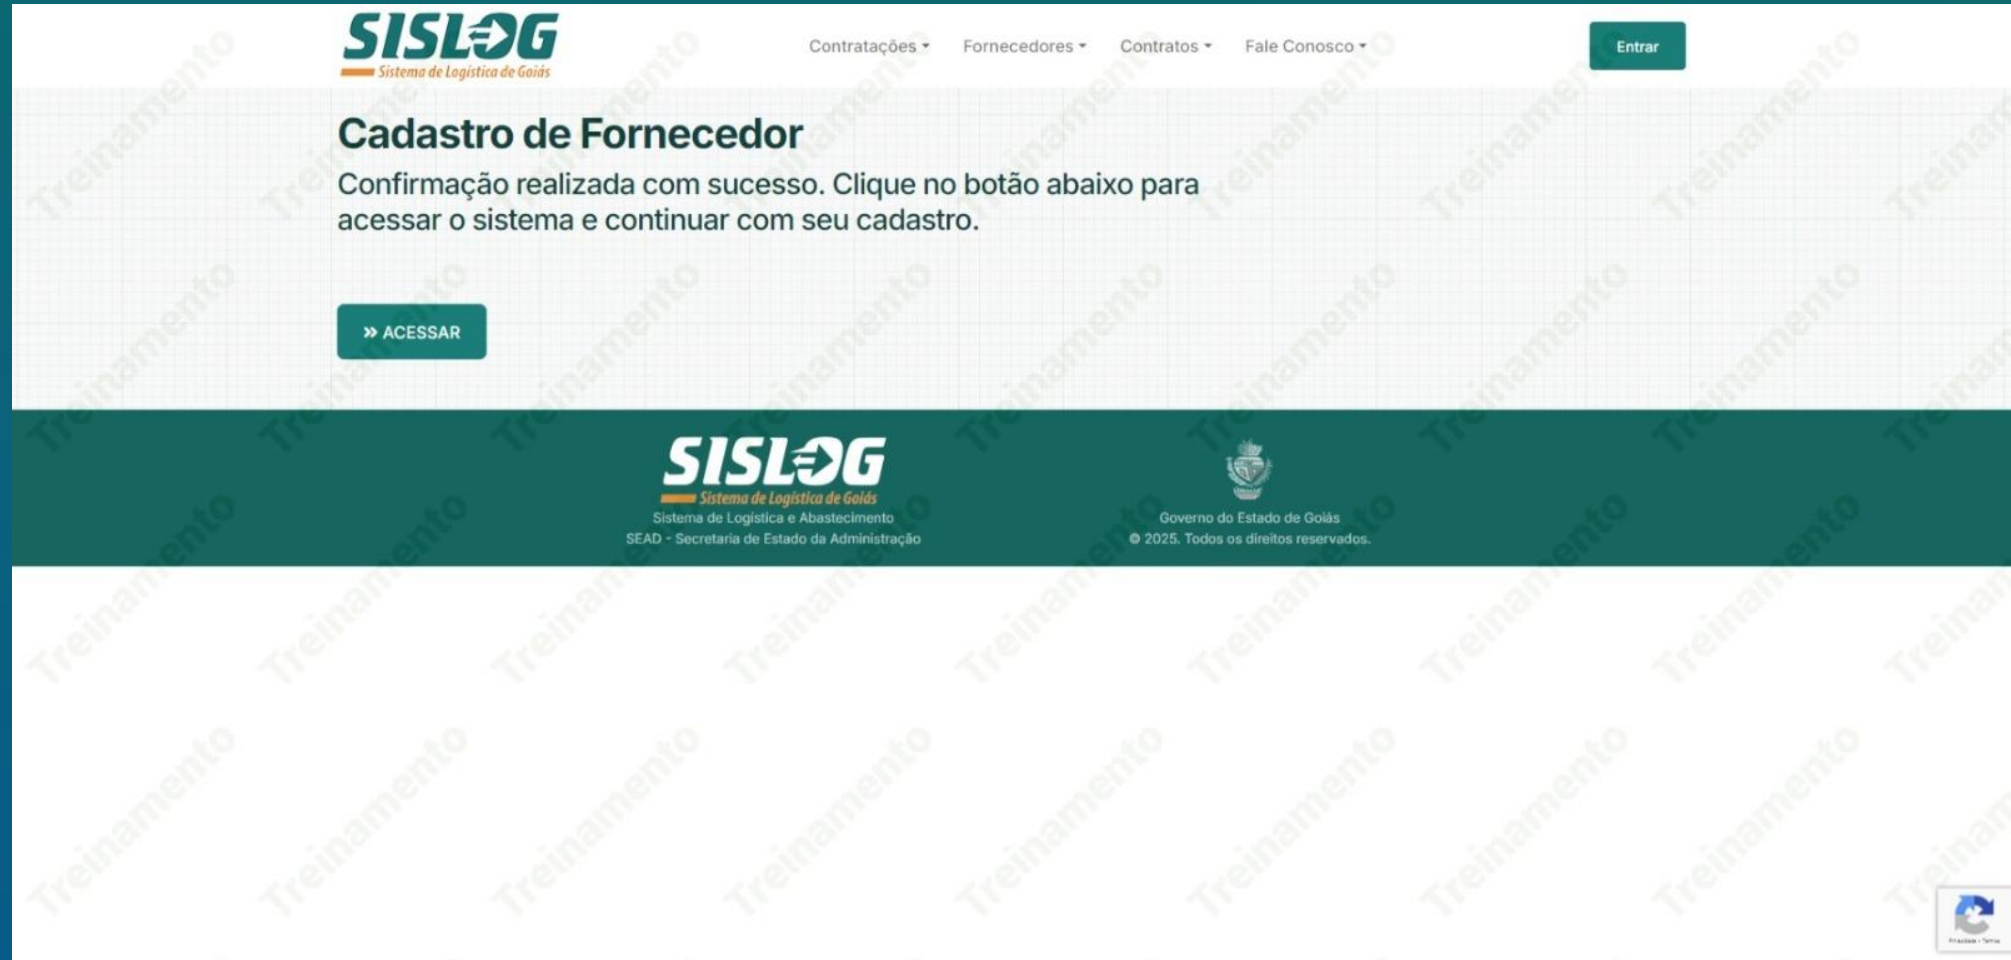 SISLOG
Sistema de Logística de Goiás
Contratações
Fornecedores
Contratos
Fale Conosco
Entrar
Cadastro de Fornecedor
Confirmação realizada com sucesso. Clique no botão abaixo para
acessar o sistema e continuar com seu cadastro.
» ACESSAR
SISLOG
Sistema de Logística de Goiás
Sistema de Logística e Abastecimento
SEAD - Secretaria de Estado da Administração
Governo do Estado de Goiás
© 2025. Todos os direitos reservados.
Treinamento
Privacidade - Termos